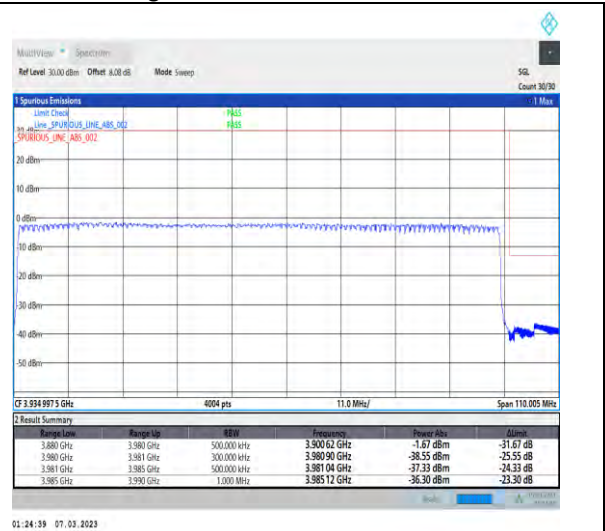 MultiView Spectrum
Ref Level 30.00 dBm Offset 8.08 dB Mode Sweep SGL
Count 30/30
1 Spurious Emissions 1 Max
Limit Check PASS
Line _SPURIOUS_LINE_ABS_002 PASS
_SPURIOUS_LINE_ABS_002
20 dBm
10 dBm
0 dBm
-10 dBm
-20 dBm
-30 dBm
-40 dBm
-50 dBm
CF 3.934 997 5 GHz 4004 pts 11.0 MHz/ Span 110.005 MHz
2 Result Summary
Range Low Range Up RBW Frequency Power Abs ΔLimit
3.880 GHz 3.980 GHz 500.000 kHz 3.900 62 GHz -1.67 dBm -31.67 dB
3.980 GHz 3.981 GHz 300.000 kHz 3.980 90 GHz -38.55 dBm -25.55 dB
3.981 GHz 3.985 GHz 500.000 kHz 3.981 04 GHz -37.33 dBm -24.33 dB
3.985 GHz 3.990 GHz 1.000 MHz 3.985 12 GHz -36.30 dBm -23.30 dB
01:24:39 07.03.2023